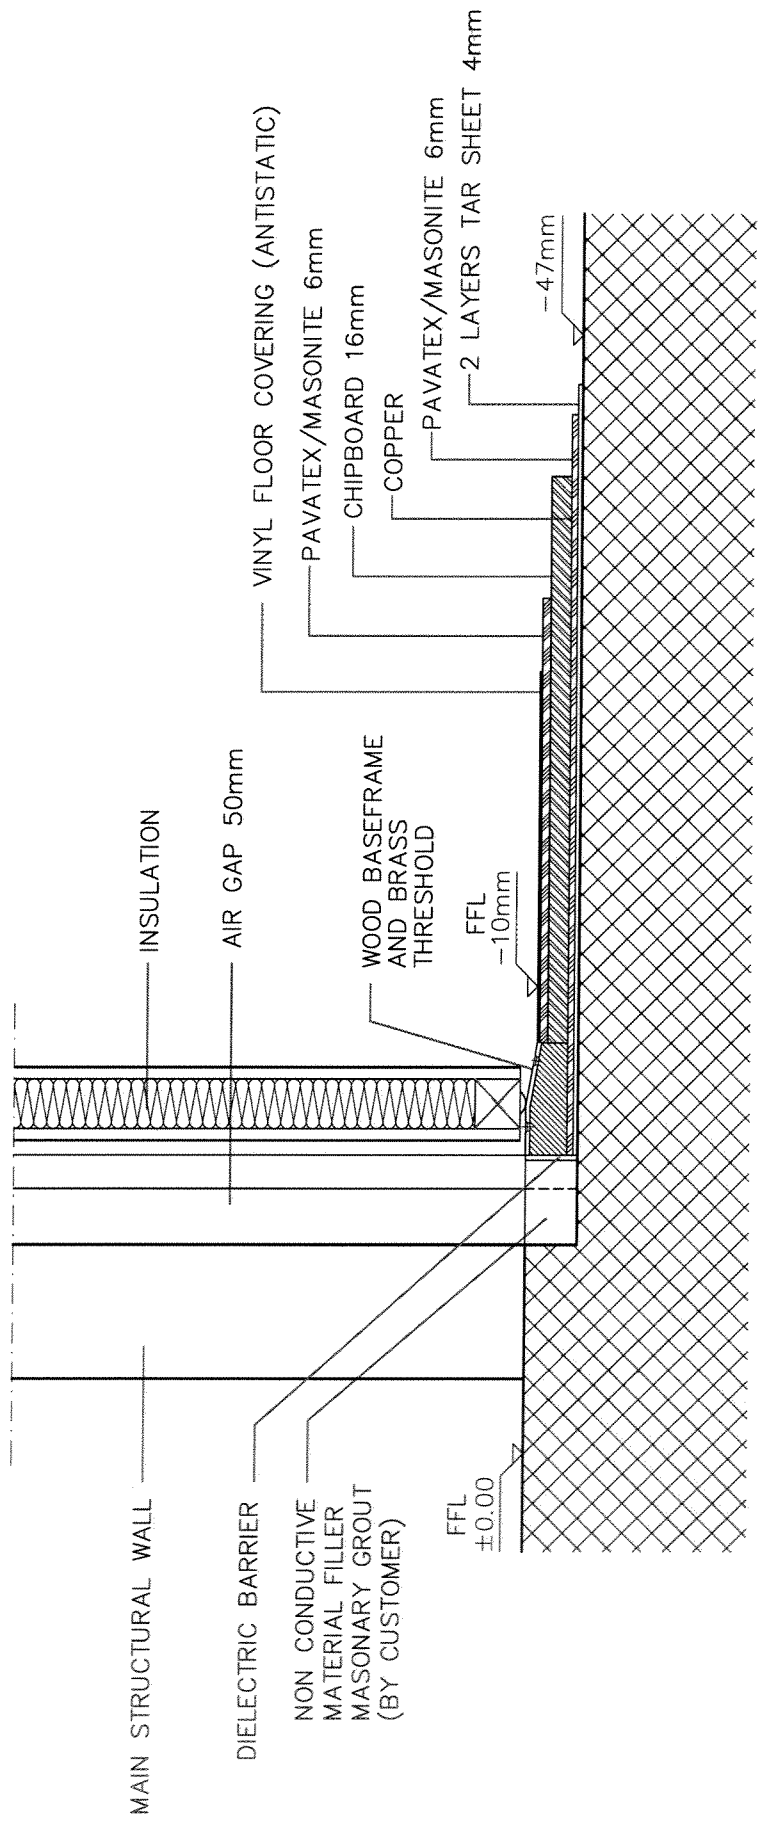 MAIN STRUCTURAL WALL
DIELECTRIC BARRIER
NON CONDUCTIVE
MATERIAL FILLER
MASONARY GROUT
(BY CUSTOMER)
FFL
±0.00
INSULATION
AIR GAP 50mm
WOOD BASEFRAME
AND BRASS
THRESHOLD
FFL
-10mm
VINYL FLOOR COVERING (ANTISTATIC)
PAVATEX/MASONITE 6mm
CHIPBOARD 16mm
COPPER
PAVATEX/MASONITE 6mm
2 LAYERS TAR SHEET 4mm
-47mm